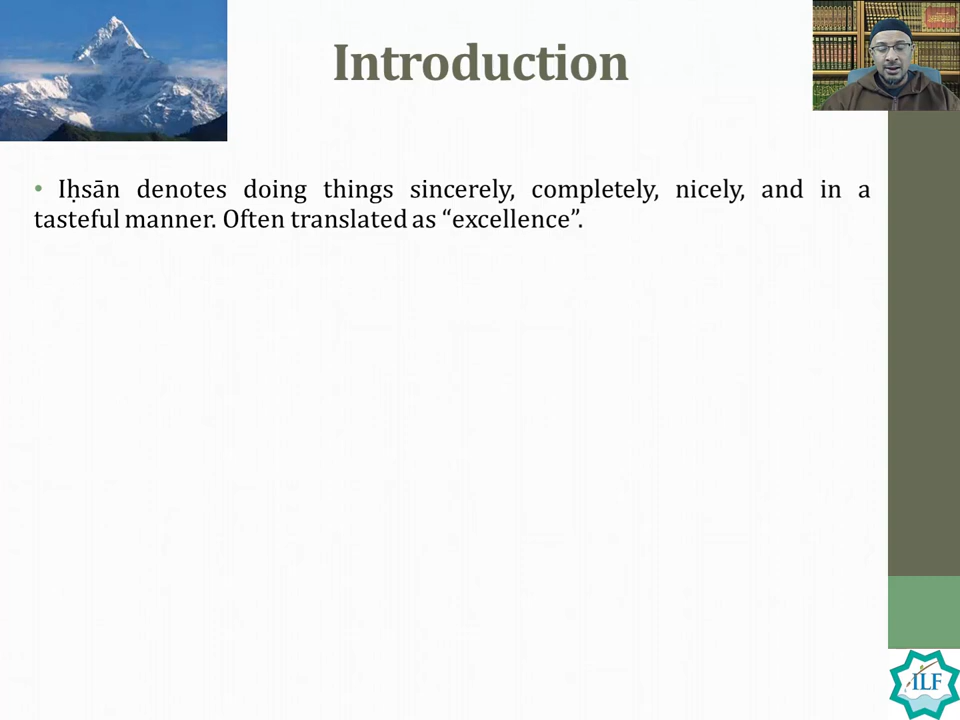 Introduction
• Iḥsān denotes doing things sincerely, completely, nicely, and in a
tasteful manner. Often translated as “excellence”.
ILF